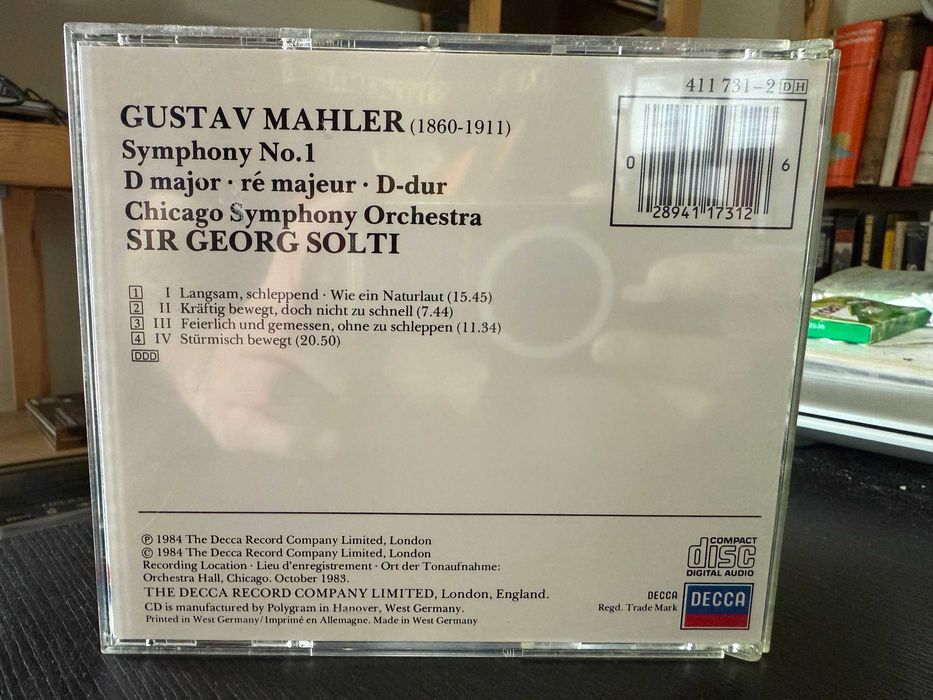 411 731-2 DH
GUSTAV MAHLER (1860-1911)
Symphony No.1
D major · ré majeur · D-dur
Chicago Symphony Orchestra
SIR GEORG SOLTI
0 28941 17312 6
1 I Langsam, schleppend · Wie ein Naturlaut (15.45)
2 II Kräftig bewegt, doch nicht zu schnell (7.44)
3 III Feierlich und gemessen, ohne zu schleppen (11.34)
4 IV Stürmisch bewegt (20.50)
DDD
℗ 1984 The Decca Record Company Limited, London
© 1984 The Decca Record Company Limited, London
Recording Location · Lieu d'enregistrement · Ort der Tonaufnahme:
Orchestra Hall, Chicago. October 1983.
THE DECCA RECORD COMPANY LIMITED, London, England.
CD is manufactured by Polygram in Hanover, West Germany.
Printed in West Germany/Imprimé en Allemagne. Made in West Germany
COMPACT
disc
DIGITAL AUDIO
DECCA
Regd. Trade Mark
DECCA